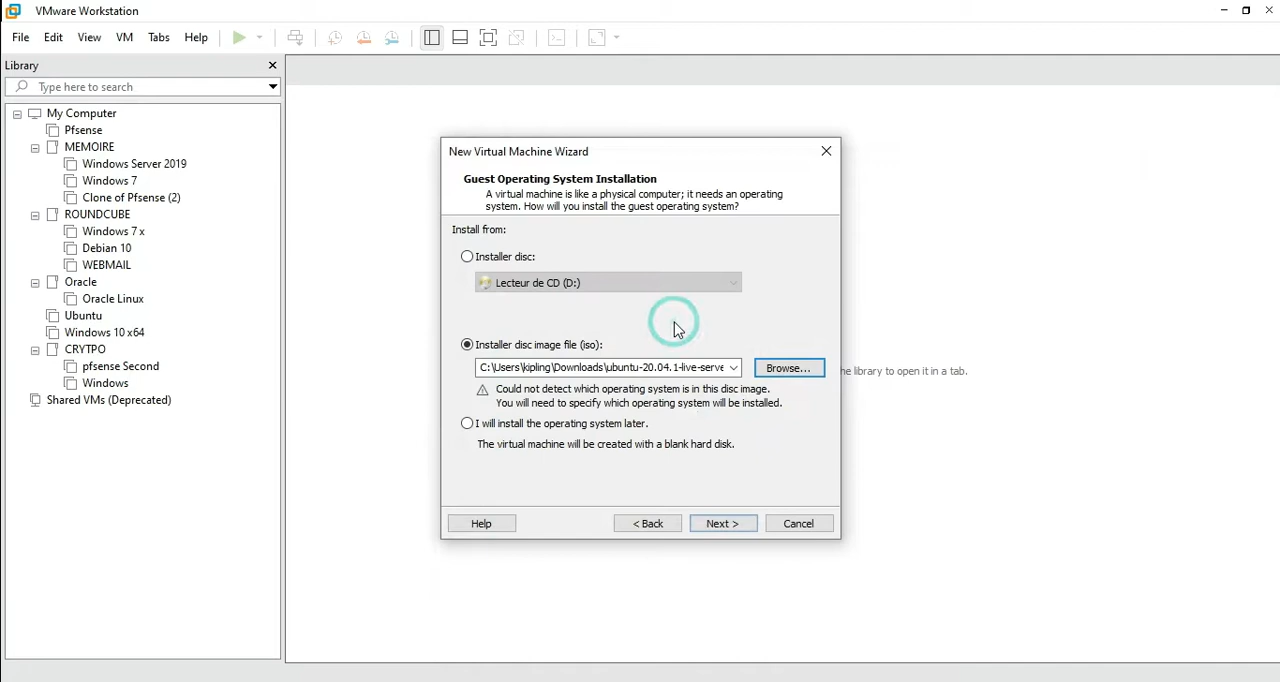 VMware Workstation
File Edit View VM Tabs Help
Library
Type here to search
My Computer
Pfsense
MEMOIRE
Windows Server 2019
Windows 7
Clone of Pfsense (2)
ROUNDCUBE
Windows 7 x
Debian 10
WEBMAIL
Oracle
Oracle Linux
Ubuntu
Windows 10 x64
CRYTPO
pfsense Second
Windows
Shared VMs (Deprecated)
New Virtual Machine Wizard
Guest Operating System Installation
A virtual machine is like a physical computer; it needs an operating
system. How will you install the guest operating system?
Install from:
Installer disc:
Lecteur de CD (D:)
Installer disc image file (iso):
C:\Users\kipling\Downloads\ubuntu-20.04.1-live-serve
Browse...
Could not detect which operating system is in this disc image.
You will need to specify which operating system will be installed.
I will install the operating system later.
The virtual machine will be created with a blank hard disk.
Help
< Back
Next >
Cancel
he library to open it in a tab.